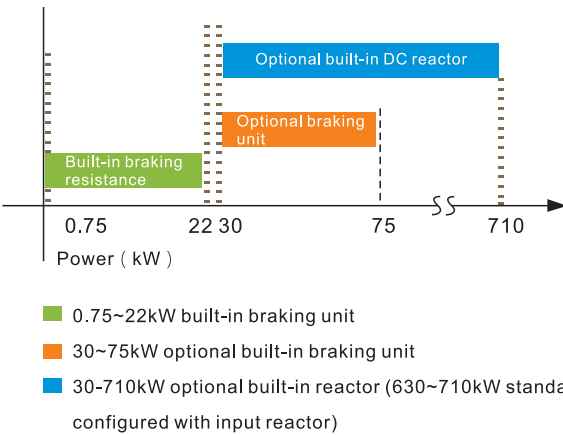 Optional built-in DC reactor
Optional braking
unit
Built-in braking
resistance
0.75 22 30 75 710
Power ( kW )
0.75~22kW built-in braking unit
30~75kW optional built-in braking unit
30-710kW optional built-in reactor (630~710kW standa
configured with input reactor)